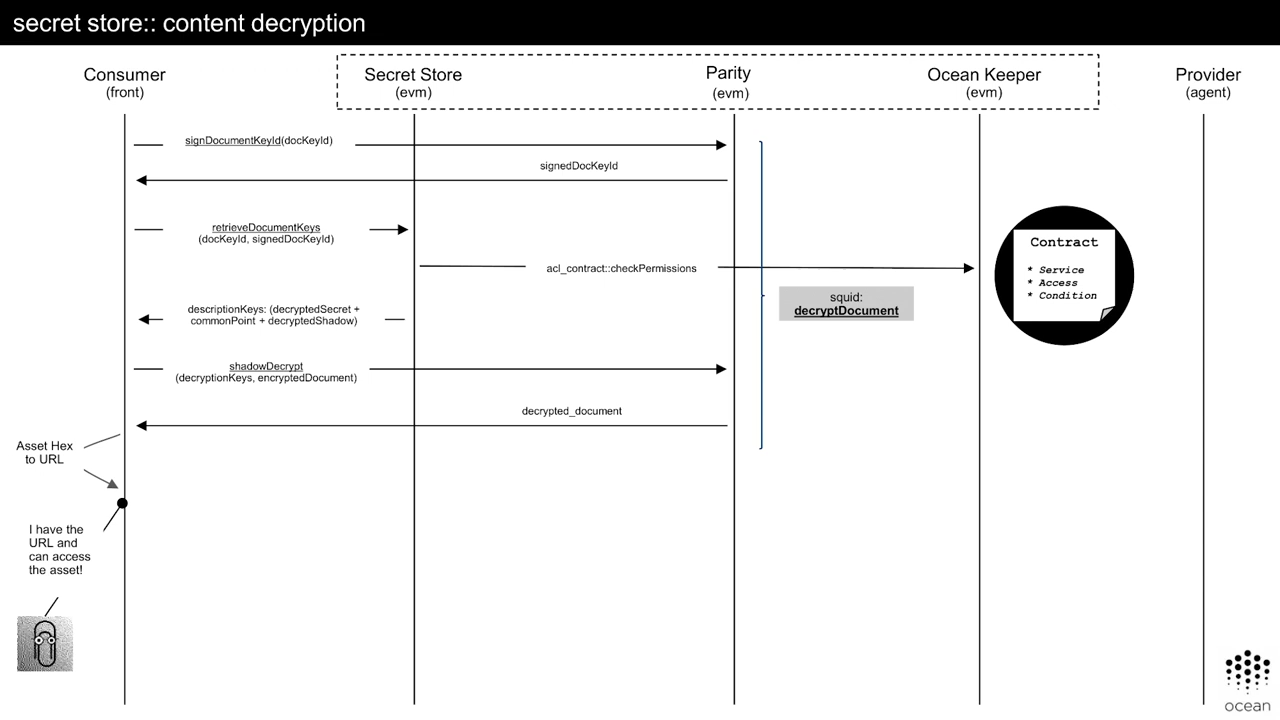 secret store:: content decryption
Consumer
(front)
Secret Store
(evm)
Parity
(evm)
Ocean Keeper
(evm)
Provider
(agent)
signDocumentKeyId(docKeyId)
signedDocKeyId
retrieveDocumentKeys
(docKeyId, signedDocKeyId)
acl_contract::checkPermissions
Contract
* Service
* Access
* Condition
squid:
decryptDocument
descriptionKeys: (decryptedSecret +
commonPoint + decryptedShadow)
shadowDecrypt
(decryptionKeys, encryptedDocument)
decrypted_document
Asset Hex
to URL
I have the
URL and
can access
the asset!
ocean